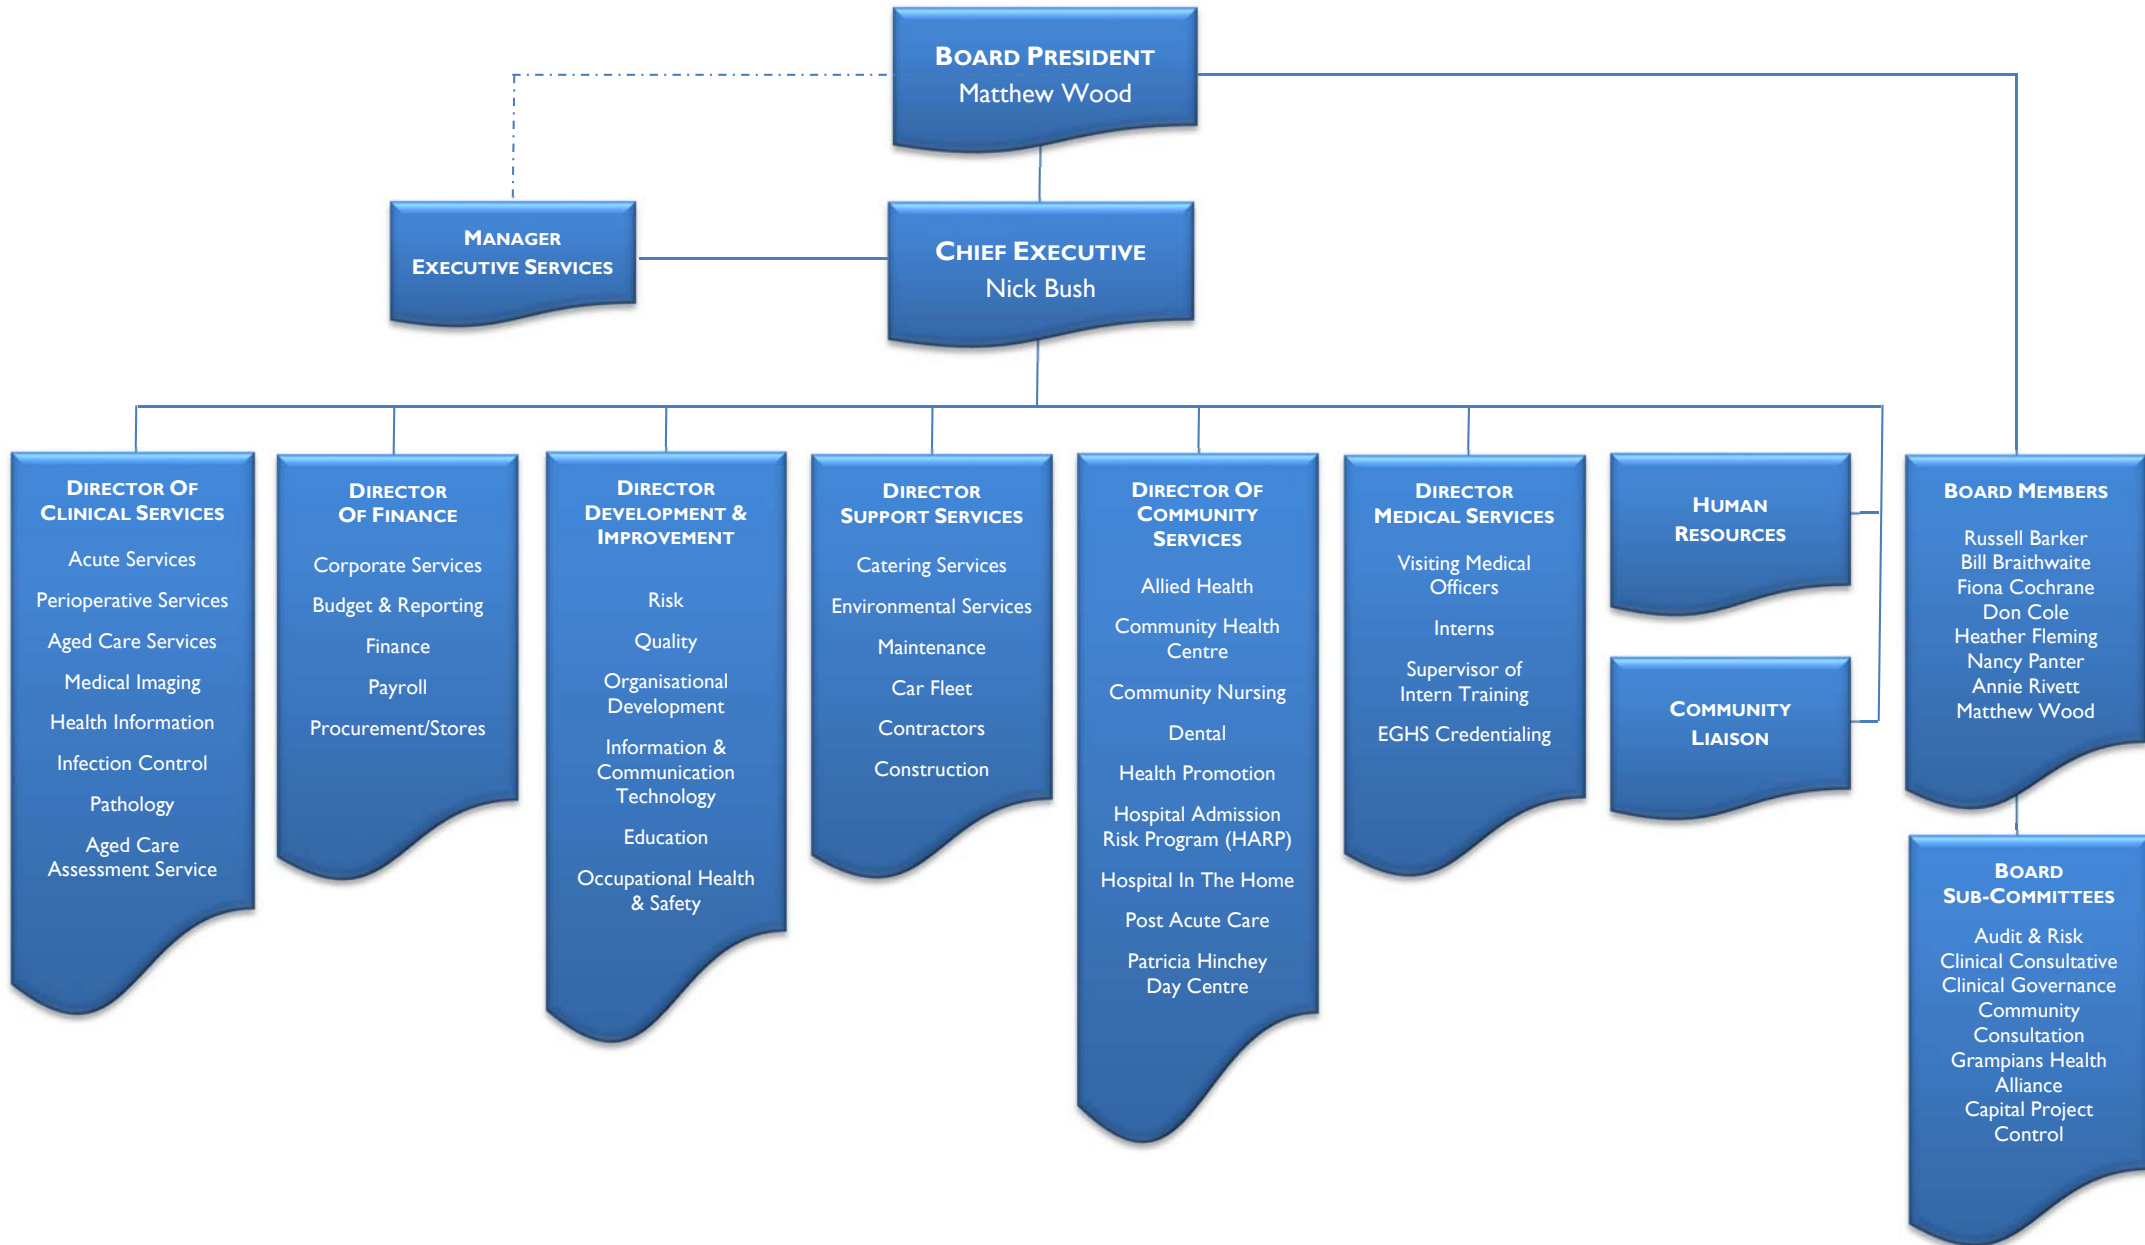 BOARD PRESIDENT
Matthew Wood
MANAGER
EXECUTIVE SERVICES
CHIEF EXECUTIVE
Nick Bush
DIRECTOR OF
CLINICAL SERVICES
Acute Services
Perioperative Services
Aged Care Services
Medical Imaging
Health Information
Infection Control
Pathology
Aged Care
Assessment Service
DIRECTOR
OF FINANCE
Corporate Services
Budget & Reporting
Finance
Payroll
Procurement/Stores
DIRECTOR
DEVELOPMENT &
IMPROVEMENT
Risk
Quality
Organisational
Development
Information &
Communication
Technology
Education
Occupational Health
& Safety
DIRECTOR
SUPPORT SERVICES
Catering Services
Environmental Services
Maintenance
Car Fleet
Contractors
Construction
DIRECTOR OF
COMMUNITY
SERVICES
Allied Health
Community Health
Centre
Community Nursing
Dental
Health Promotion
Hospital Admission
Risk Program (HARP)
Hospital In The Home
Post Acute Care
Patricia Hinchey
Day Centre
DIRECTOR
MEDICAL SERVICES
Visiting Medical
Officers
Interns
Supervisor of
Intern Training
EGHS Credentialing
HUMAN
RESOURCES
COMMUNITY
LIAISON
BOARD MEMBERS
Russell Barker
Bill Braithwaite
Fiona Cochrane
Don Cole
Heather Fleming
Nancy Panter
Annie Rivett
Matthew Wood
BOARD
SUB-COMMITTEES
Audit & Risk
Clinical Consultative
Clinical Governance
Community
Consultation
Grampians Health
Alliance
Capital Project
Control